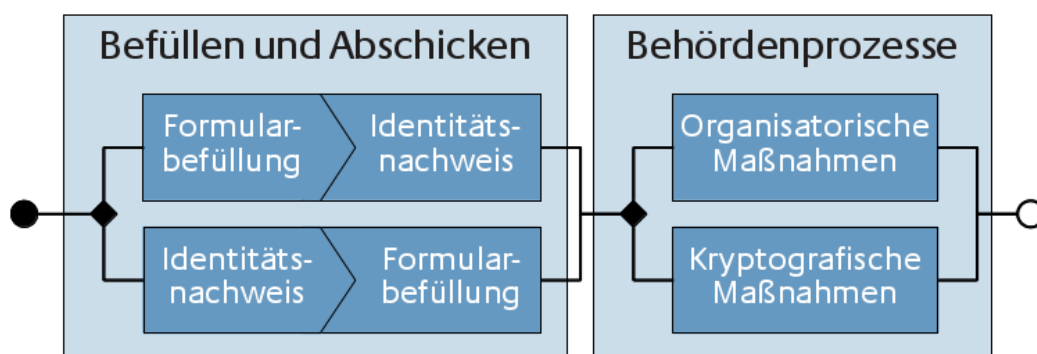 Befüllen und Abschicken
Formular-
befüllung
Identitäts-
nachweis
Identitäts-
nachweis
Formular-
befüllung
Behördenprozesse
Organisatorische
Maßnahmen
Kryptografische
Maßnahmen